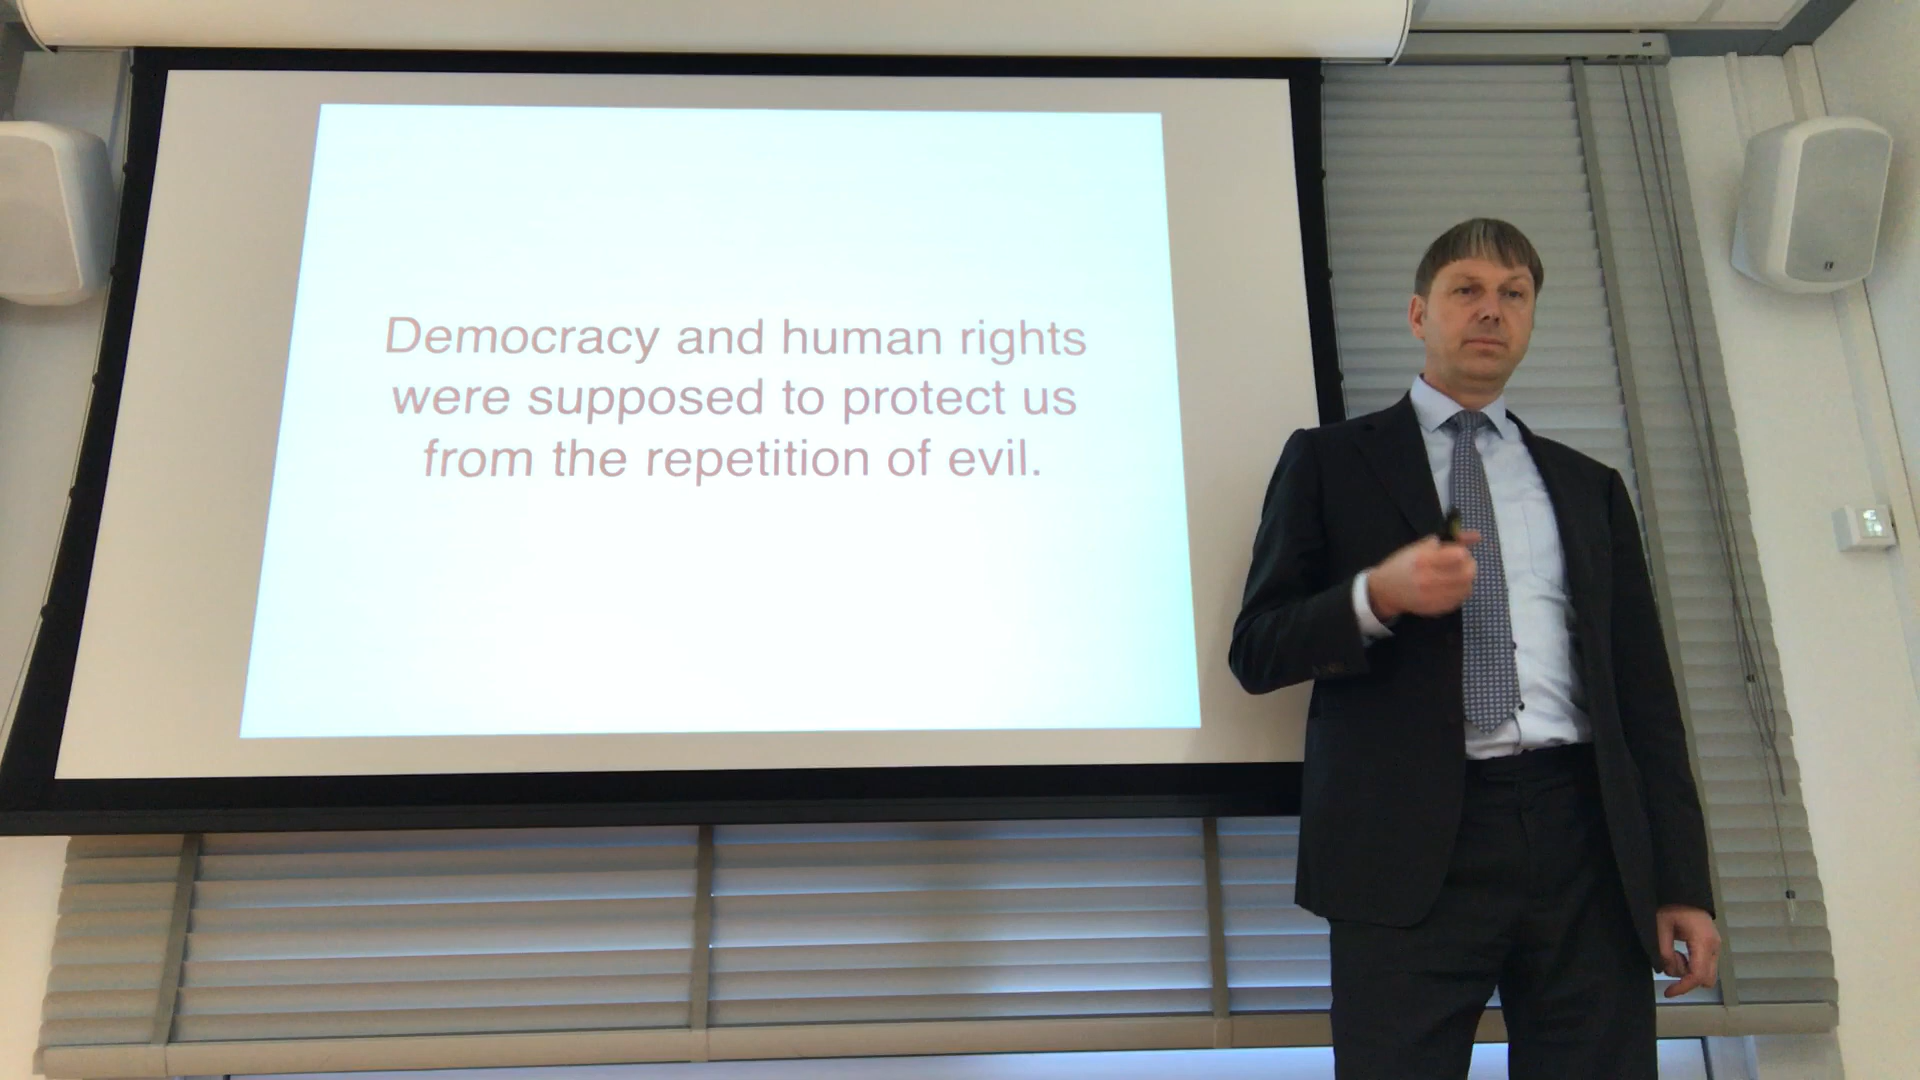 Democracy and human rights
were supposed to protect us
from the repetition of evil.